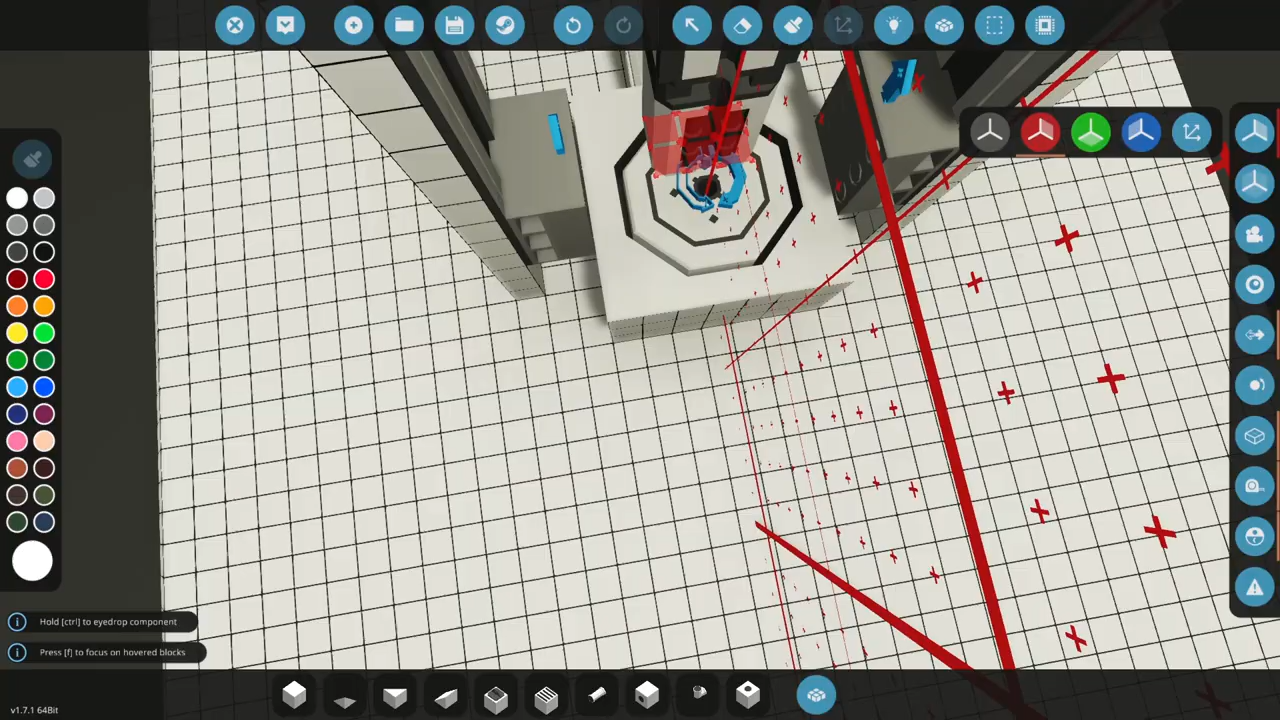 Hold [ctrl] to eyedrop component
Press [f] to focus on hovered blocks
v1.7.1 64Bit